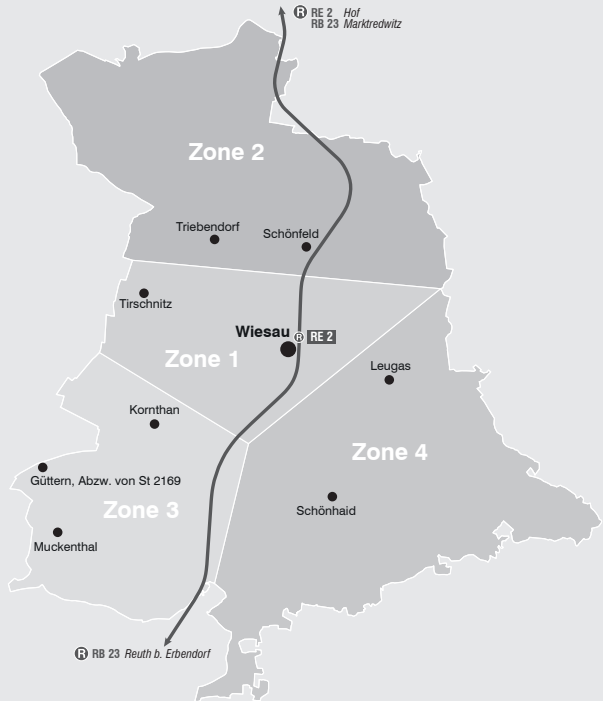 R RE 2 Hof
RB 23 Marktredwitz
Zone 2
Triebendorf
Schönfeld
Tirschnitz
Wiesau R RE 2
Zone 1
Leugas
Kornthan
Zone 4
Güttern, Abzw. von St 2169
Zone 3
Schönhaid
Muckenthal
R RB 23 Reuth b. Erbendorf